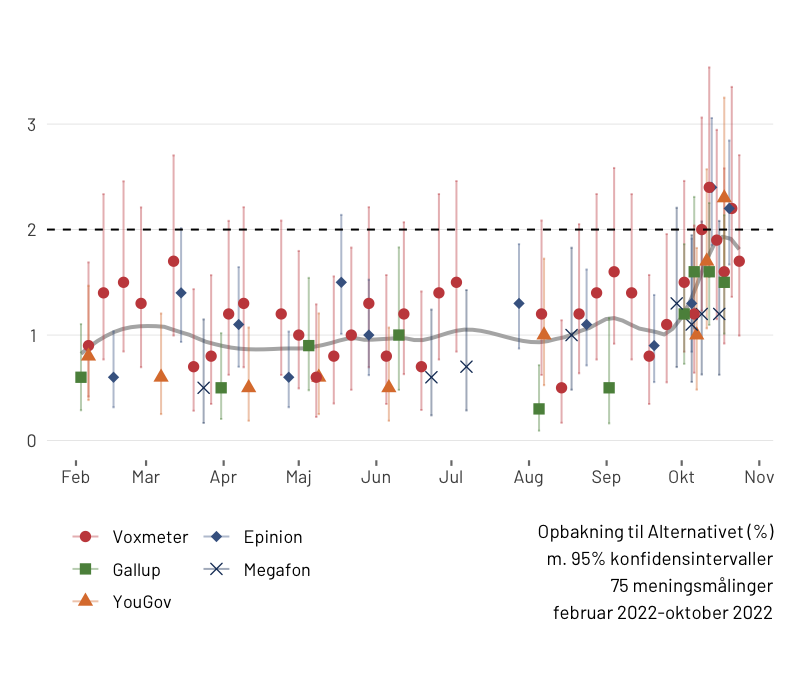 3
2
1
0
Feb Mar Apr Maj Jun Jul Aug Sep Okt Nov
Voxmeter Epinion
Gallup Megafon
YouGov
Opbakning til Alternativet (%)
m. 95% konfidensintervaller
75 meningsmålinger
februar 2022-oktober 2022